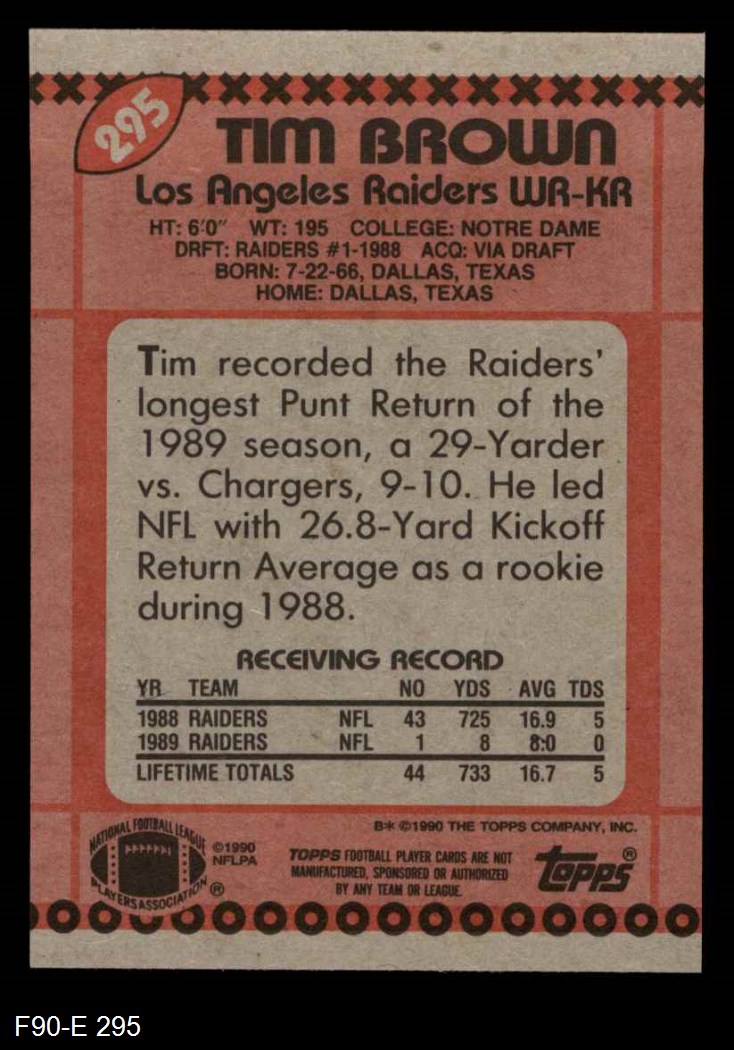 295
TIM BROWN
Los Angeles Raiders WR-KR
HT: 6'0" WT: 195 COLLEGE: NOTRE DAME
DRFT: RAIDERS #1-1988 ACQ: VIA DRAFT
BORN: 7-22-66, DALLAS, TEXAS
HOME: DALLAS, TEXAS
Tim recorded the Raiders'
longest Punt Return of the
1989 season, a 29-Yarder
vs. Chargers, 9-10. He led
NFL with 26.8-Yard Kickoff
Return Average as a rookie
during 1988.
RECEIVING RECORD
YR TEAM NO YDS AVG TDS
1988 RAIDERS NFL 43 725 16.9 5
1989 RAIDERS NFL 1 8 8.0 0
LIFETIME TOTALS 44 733 16.7 5
B* ©1990 THE TOPPS COMPANY, INC.
NATIONAL FOOTBALL LEAGUE
PLAYERS ASSOCIATION ®
©1990
NFLPA
TOPPS FOOTBALL PLAYER CARDS ARE NOT
MANUFACTURED, SPONSORED OR AUTHORIZED
BY ANY TEAM OR LEAGUE.
topps®
F90-E 295